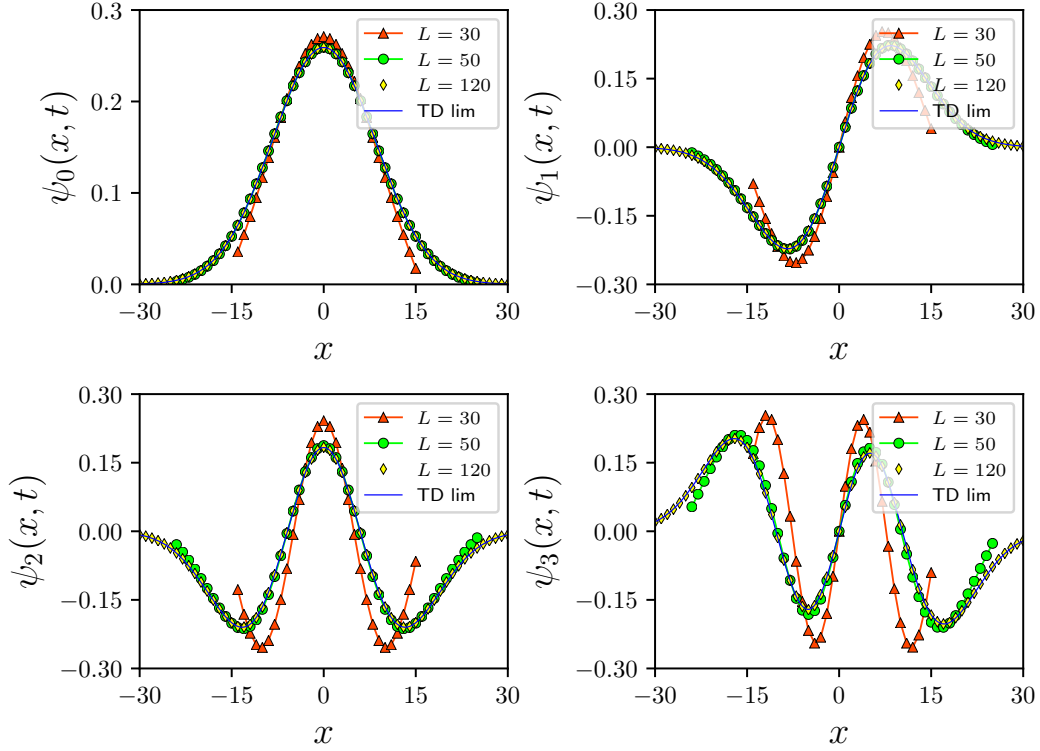 ψ₀(x, t)
0.3
0.2
0.1
0.0
−30
−15
0
15
30
x
L = 30
L = 50
L = 120
TD lim
ψ₁(x, t)
0.30
0.15
0.00
−0.15
−0.30
−30
−15
0
15
30
x
L = 30
L = 50
L = 120
TD lim
ψ₂(x, t)
0.30
0.15
0.00
−0.15
−0.30
−30
−15
0
15
30
x
L = 30
L = 50
L = 120
TD lim
ψ₃(x, t)
0.30
0.15
0.00
−0.15
−0.30
−30
−15
0
15
30
x
L = 30
L = 50
L = 120
TD lim